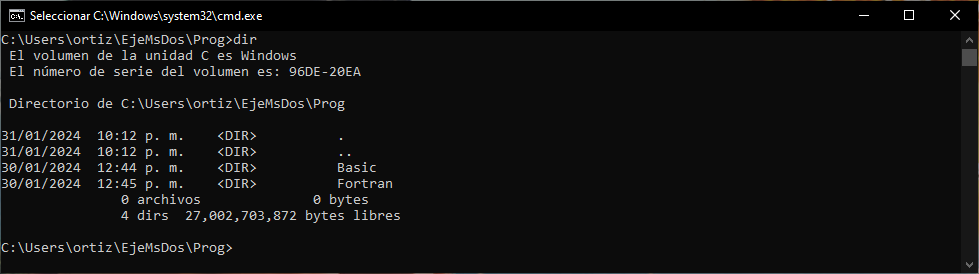 Seleccionar C:\Windows\system32\cmd.exe
C:\Users\ortiz\EjeMsDos\Prog>dir
 El volumen de la unidad C es Windows
 El número de serie del volumen es: 96DE-20EA

 Directorio de C:\Users\ortiz\EjeMsDos\Prog

31/01/2024  10:12 p. m.    <DIR>          .
31/01/2024  10:12 p. m.    <DIR>          ..
30/01/2024  12:44 p. m.    <DIR>          Basic
30/01/2024  12:45 p. m.    <DIR>          Fortran
               0 archivos              0 bytes
               4 dirs  27,002,703,872 bytes libres

C:\Users\ortiz\EjeMsDos\Prog>